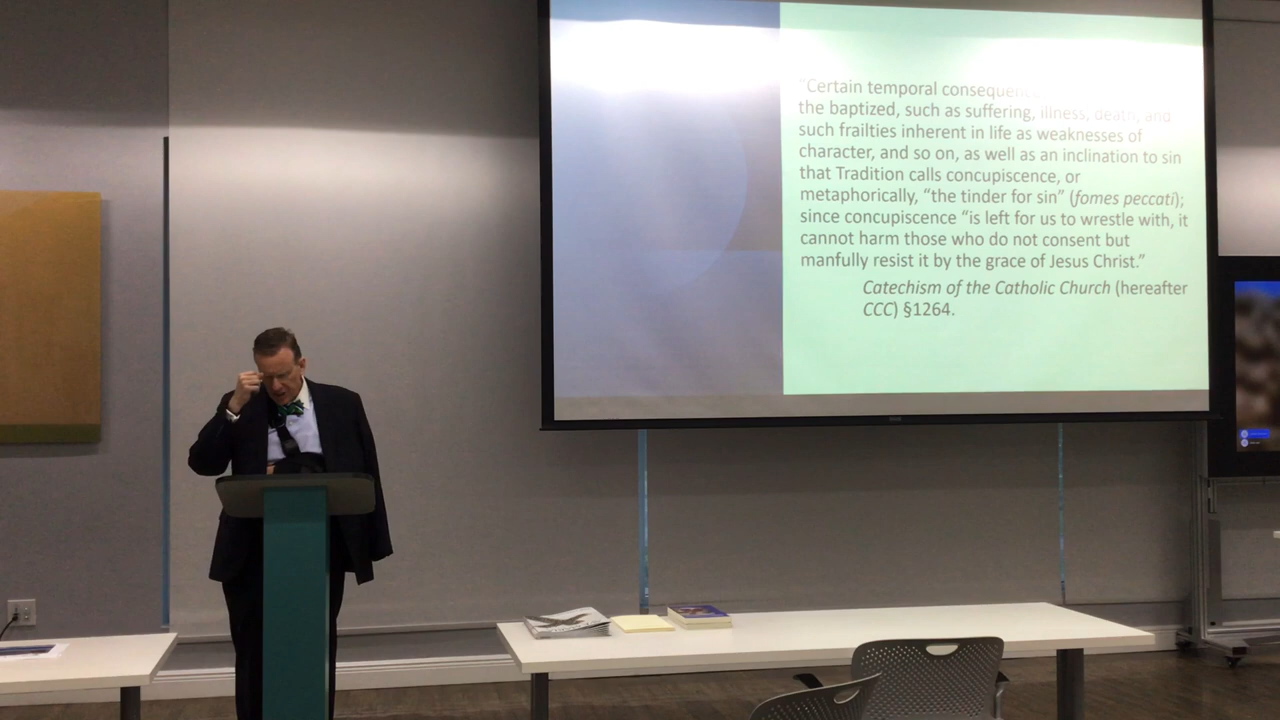 "Certain temporal consequen
the baptized, such as suffering, illness, death, and
such frailties inherent in life as weaknesses of
character, and so on, as well as an inclination to sin
that Tradition calls concupiscence, or
metaphorically, “the tinder for sin” (fomes peccati);
since concupiscence “is left for us to wrestle with, it
cannot harm those who do not consent but
manfully resist it by the grace of Jesus Christ.”
Catechism of the Catholic Church (hereafter
CCC) §1264.